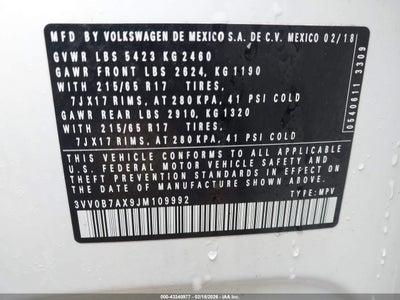 MFD BY VOLKSWAGEN DE MEXICO S.A. DE C.V. MEXICO 02/18
GVWR LBS 5423 KG 2460
GAWR FRONT LBS 2624, KG 1190
WITH 215/65 R17 TIRES,
7JX17 RIMS, AT 280 KPA, 41 PSI COLD
GAWR REAR LBS 2910, KG 1320
WITH 215/65 R17 TIRES,
7JX17 RIMS, AT 280 KPA, 41 PSI COLD
THIS VEHICLE CONFORMS TO ALL APPLICABLE
FEDERAL MOTOR VEHICLE SAFETY BUMPER AND
THEFT PREVENTION STANDARDS IN EFFECT ON THE
DATE OF MANUFACTURE SHOWN ABOVE.
3VV0B7AX9JM109992
TYPE: MPV
0540611 3309
000-43340977 - 02/18/2026 - IAAI.COM